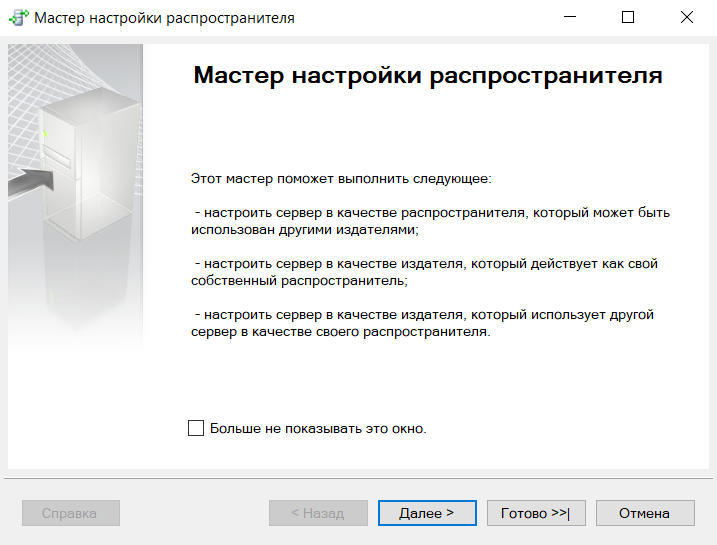 Мастер настройки распространителя
Мастер настройки распространителя
Этот мастер поможет выполнить следующее:
- настроить сервер в качестве распространителя, который может быть
использован другими издателями;
- настроить сервер в качестве издателя, который действует как свой
собственный распространитель;
- настроить сервер в качестве издателя, который использует другой
сервер в качестве своего распространителя.
Больше не показывать это окно.
Справка
< Назад
Далее >
Готово >>|
Отмена